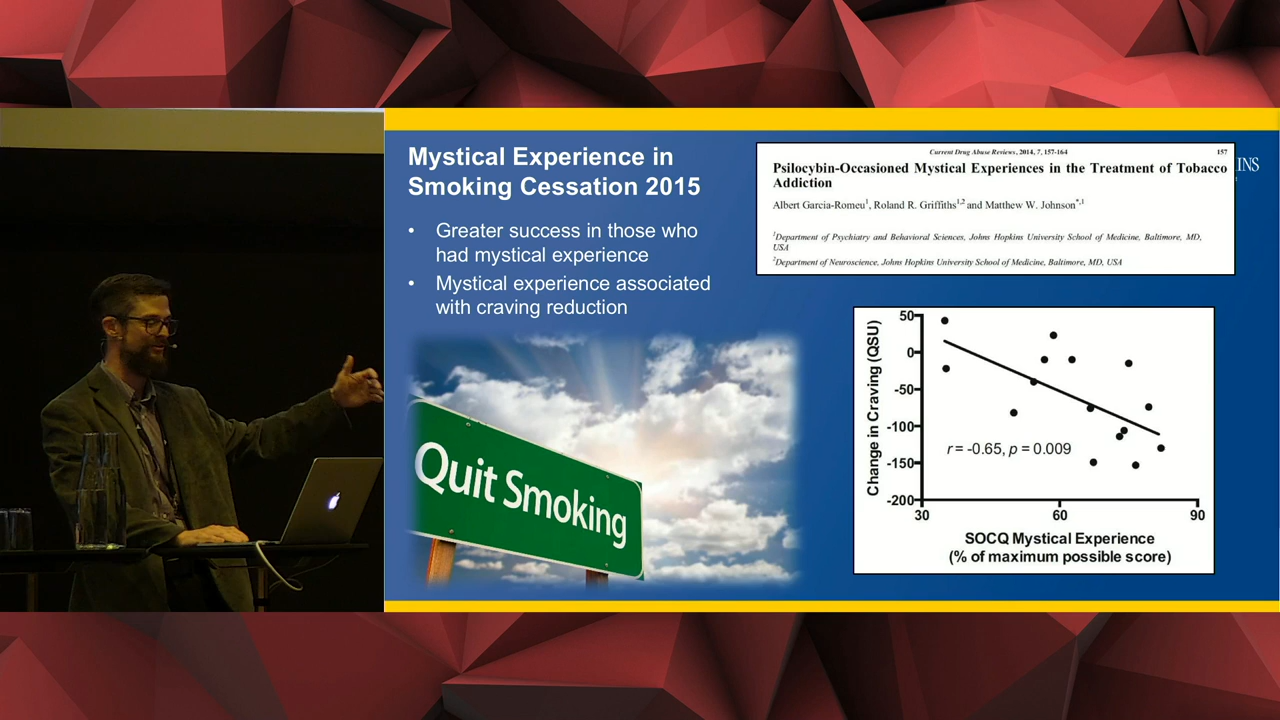 Mystical Experience in
Smoking Cessation 2015
• Greater success in those who
had mystical experience
• Mystical experience associated
with craving reduction
Quit Smoking
Current Drug Abuse Reviews, 2014, 7, 157-164 157
Psilocybin-Occasioned Mystical Experiences in the Treatment of Tobacco
Addiction
Albert Garcia-Romeu1, Roland R. Griffiths1,2 and Matthew W. Johnson*,1
1Department of Psychiatry and Behavioral Sciences, Johns Hopkins University School of Medicine, Baltimore, MD,
USA
2Department of Neuroscience, Johns Hopkins University School of Medicine, Baltimore, MD, USA
INS
Change in Craving (QSU)
50
0
-50
-100
-150
-200
r = -0.65, p = 0.009
30 60 90
SOCQ Mystical Experience
(% of maximum possible score)